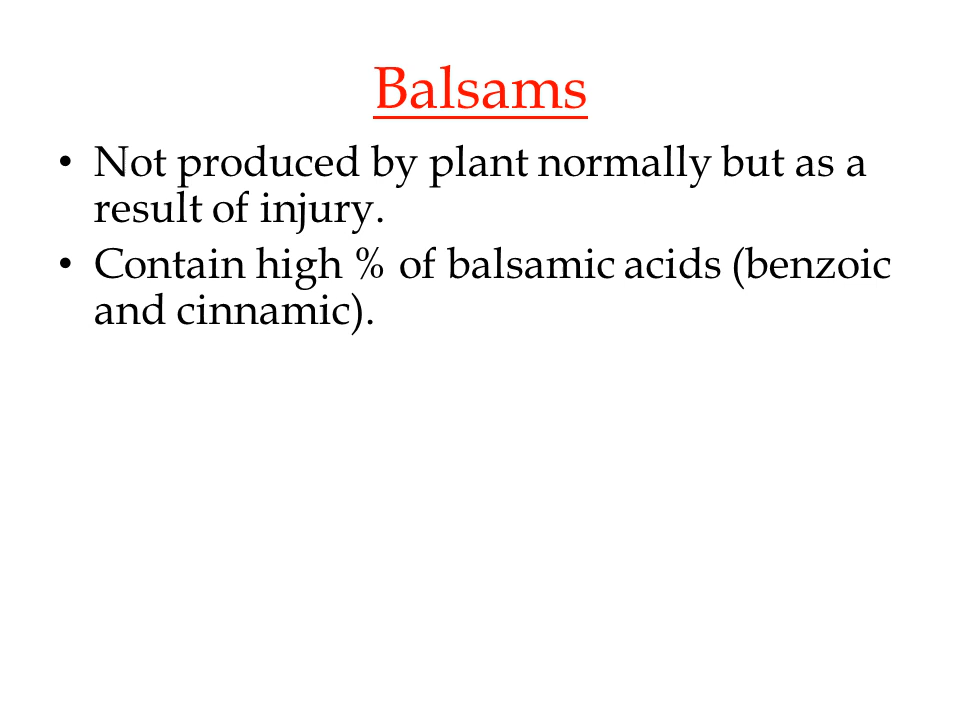 Balsams
• Not produced by plant normally but as a
result of injury.
• Contain high % of balsamic acids (benzoic
and cinnamic).